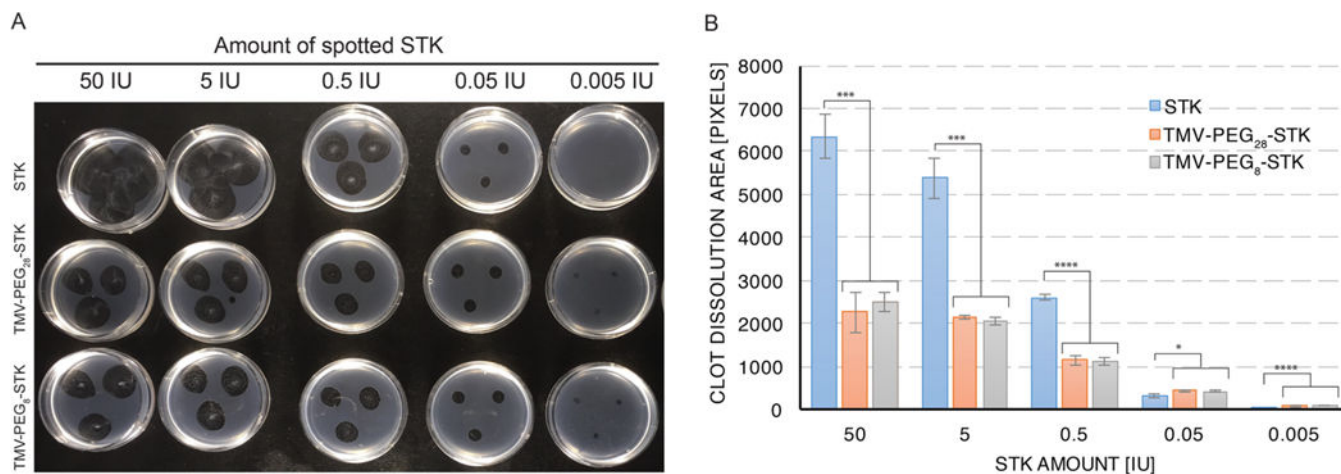 A
Amount of spotted STK
50 IU 5 IU 0.5 IU 0.05 IU 0.005 IU
STK
TMV-PEG28-STK
TMV-PEG8-STK
B
CLOT DISSOLUTION AREA [PIXELS]
8000
7000
6000
5000
4000
3000
2000
1000
0
***
***
****
*
****
STK
TMV-PEG28-STK
TMV-PEG8-STK
50 5 0.5 0.05 0.005
STK AMOUNT [IU]